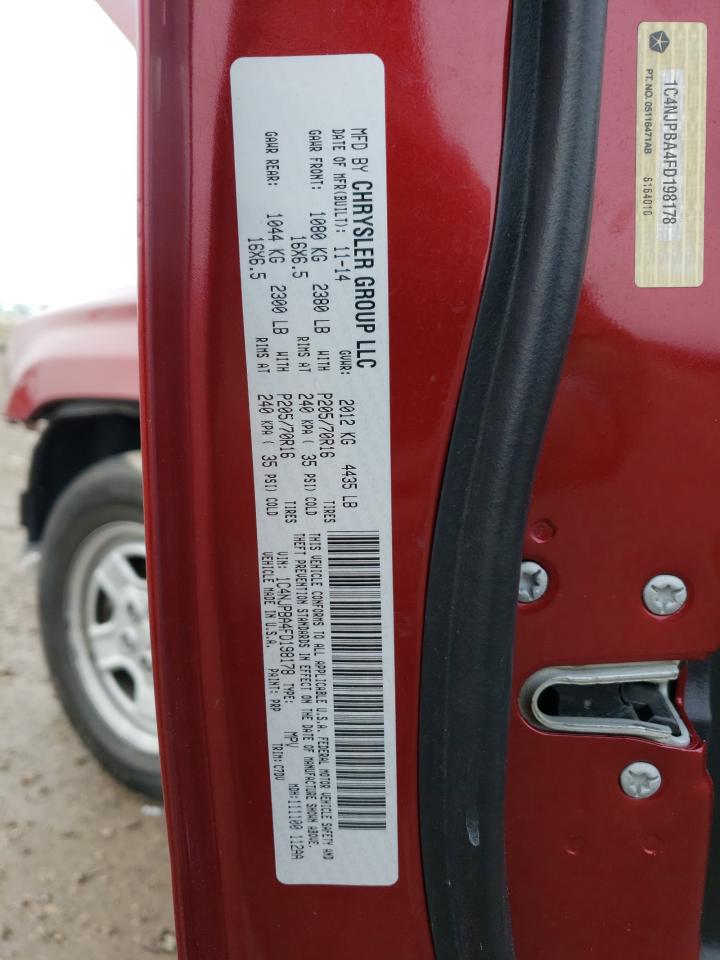 MFD BY CHRYSLER GROUP LLC
DATE OF MFR(BUILT): 11-14 GVWR: 2012 KG 4435 LB
GAWR FRONT: 1080 KG 2380 LB WITH P205/70R16 TIRES
16X6.5 RIMS AT 240 KPA ( 35 PSI) COLD
GAWR REAR: 1044 KG 2300 LB WITH P205/70R16 TIRES
16X6.5 RIMS AT 240 KPA ( 35 PSI) COLD
THIS VEHICLE CONFORMS TO ALL APPLICABLE U.S.A. FEDERAL MOTOR VEHICLE SAFETY AND
THEFT PREVENTION STANDARDS IN EFFECT ON THE DATE OF MANUFACTURE SHOWN ABOVE.
VIN: 1C4NJPBA4FD198178 TYPE: MPV MDH:111100 112AA
VEHICLE MADE IN U.S.A. PAINT: PRP TRIM:C7DV
1C4NJPBA4FD198178
PT. NO. 05116471AB 6164010